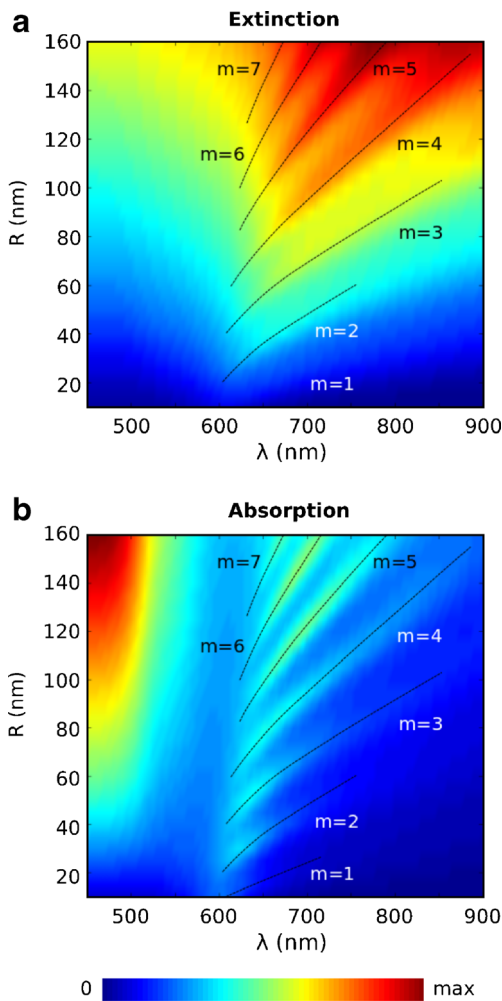 a
Extinction
160
140
120
100
80
60
40
20
R (nm)
m=7
m=5
m=4
m=6
m=3
m=2
m=1
500
600
700
800
900
λ (nm)
b
Absorption
160
140
120
100
80
60
40
20
R (nm)
m=7
m=5
m=4
m=6
m=3
m=2
m=1
500
600
700
800
900
λ (nm)
0
max